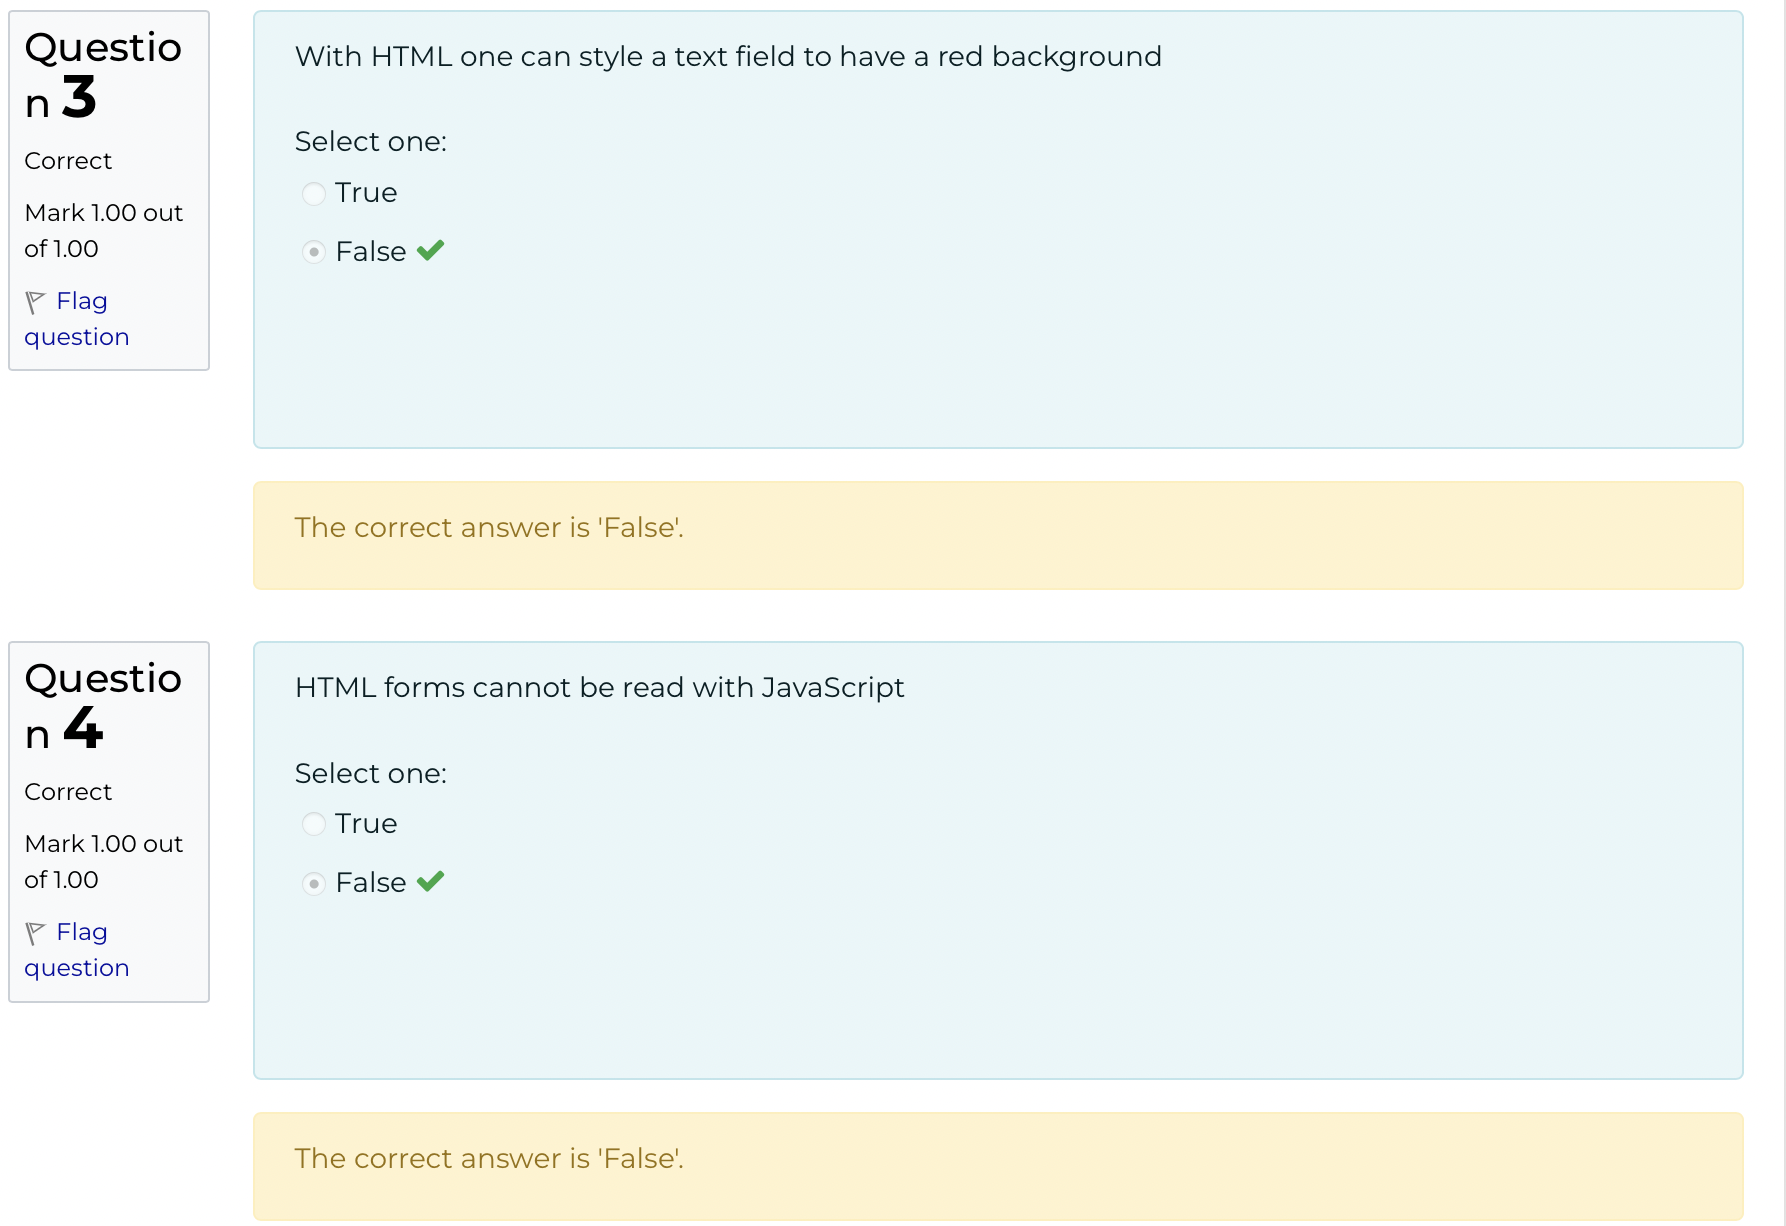 Questio
n 3
Correct
Mark 1.00 out
of 1.00
Flag
question
With HTML one can style a text field to have a red background
Select one:
True
False
The correct answer is 'False'.
Questio
n 4
Correct
Mark 1.00 out
of 1.00
Flag
question
HTML forms cannot be read with JavaScript
Select one:
True
False
The correct answer is 'False'.